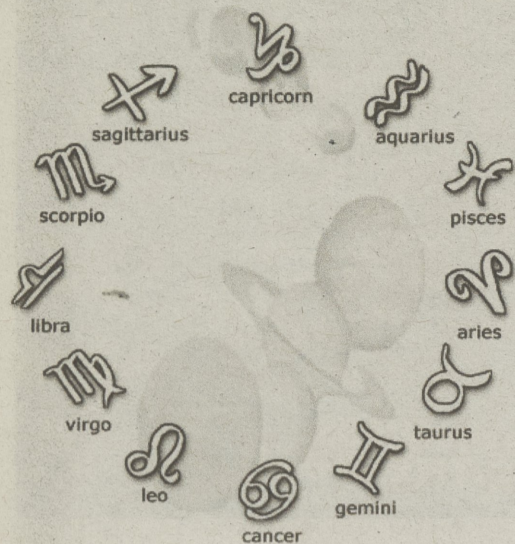 capricorn
aquarius
pisces
aries
taurus
gemini
cancer
leo
virgo
libra
scorpio
sagittarius